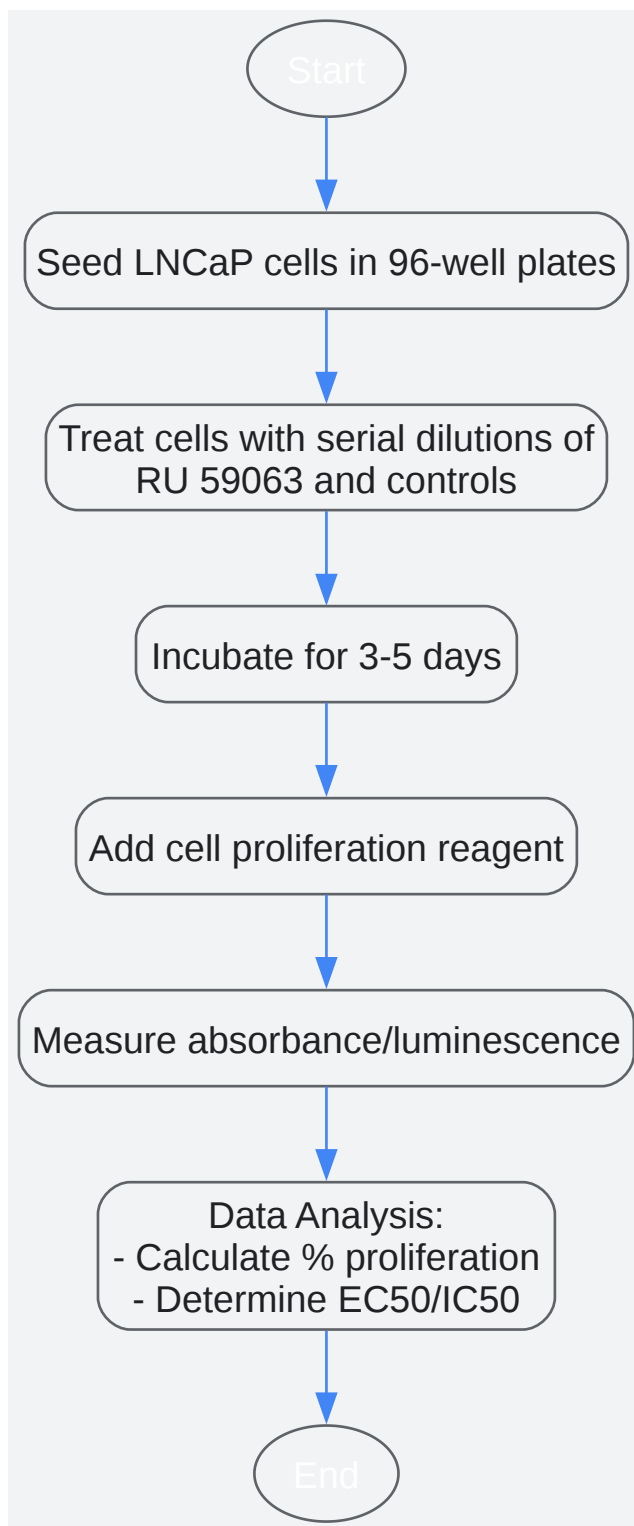 Start
Seed LNCaP cells in 96-well plates
Treat cells with serial dilutions of
RU 59063 and controls
Incubate for 3-5 days
Add cell proliferation reagent
Measure absorbance/luminescence
Data Analysis:
- Calculate % proliferation
- Determine EC50/IC50
End